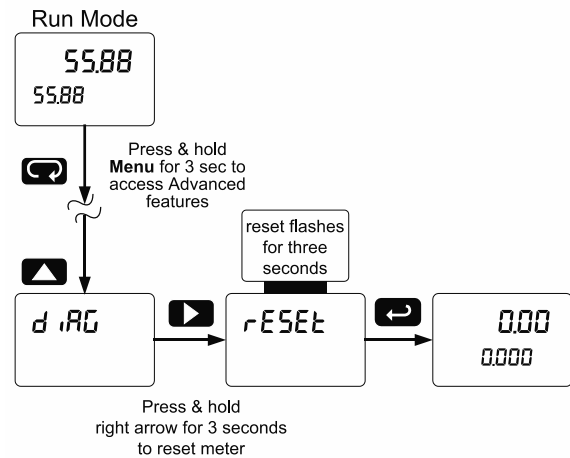 Run Mode
55.88
55.88
Press & hold
Menu for 3 sec to
access Advanced
features
reset flashes
for three
seconds
diAG
rESEt
0.00
0.000
Press & hold
right arrow for 3 seconds
to reset meter